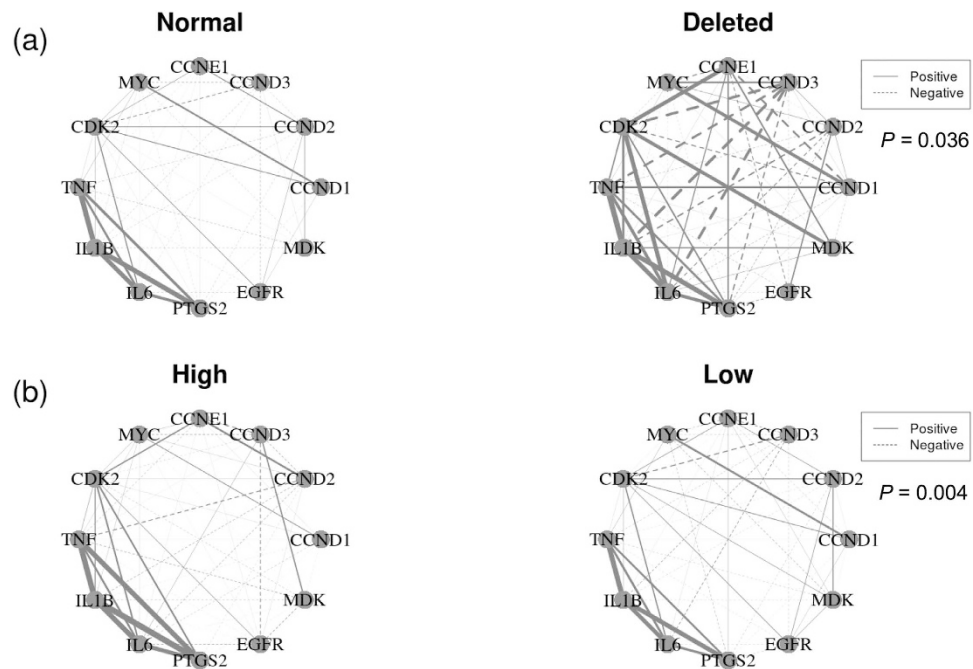 (a)
Normal
Deleted
CCNE1
MYC
CCND3
CDK2
CCND2
TNF
CCND1
IL1B
MDK
IL6
EGFR
PTGS2
CCNE1
MYC
CCND3
CDK2
CCND2
TNF
CCND1
IL1B
MDK
IL6
EGFR
PTGS2
Positive
Negative
P = 0.036
(b)
High
Low
CCNE1
MYC
CCND3
CDK2
CCND2
TNF
CCND1
IL1B
MDK
IL6
EGFR
PTGS2
CCNE1
MYC
CCND3
CDK2
CCND2
TNF
CCND1
IL1B
MDK
IL6
EGFR
PTGS2
Positive
Negative
P = 0.004